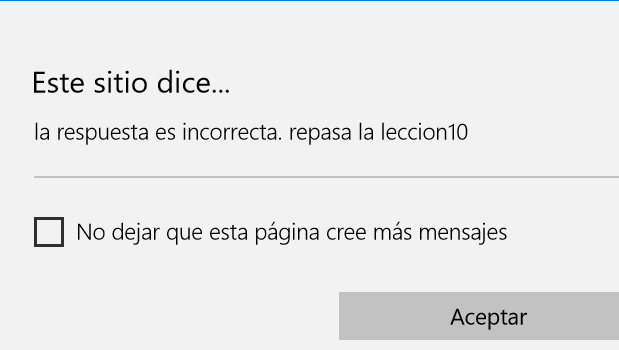 Este sitio dice...
la respuesta es incorrecta. repasa la leccion10
No dejar que esta página cree más mensajes
Aceptar